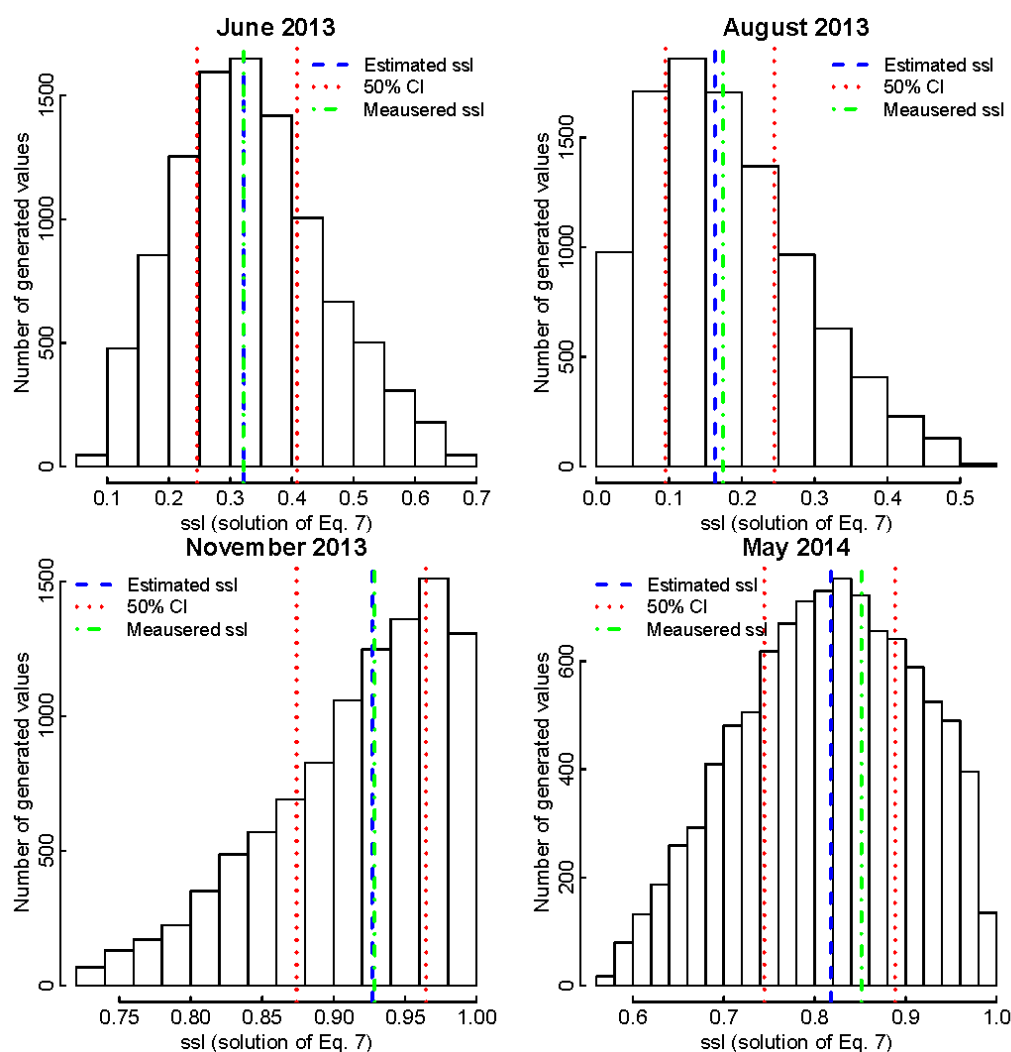 June 2013
Estimated ssl
50% CI
Meausered ssl
Number of generated values
0
500
1000
1500
0.1 0.2 0.3 0.4 0.5 0.6 0.7
ssl (solution of Eq. 7)
August 2013
Estimated ssl
50% CI
Meausered ssl
Number of generated values
0
500
1000
1500
0.0 0.1 0.2 0.3 0.4 0.5
ssl (solution of Eq. 7)
November 2013
Estimated ssl
50% CI
Meausered ssl
Number of generated values
0
500
1000
1500
0.75 0.80 0.85 0.90 0.95 1.00
ssl (solution of Eq. 7)
May 2014
Estimated ssl
50% CI
Meausered ssl
Number of generated values
0
200
400
600
0.6 0.7 0.8 0.9 1.0
ssl (solution of Eq. 7)